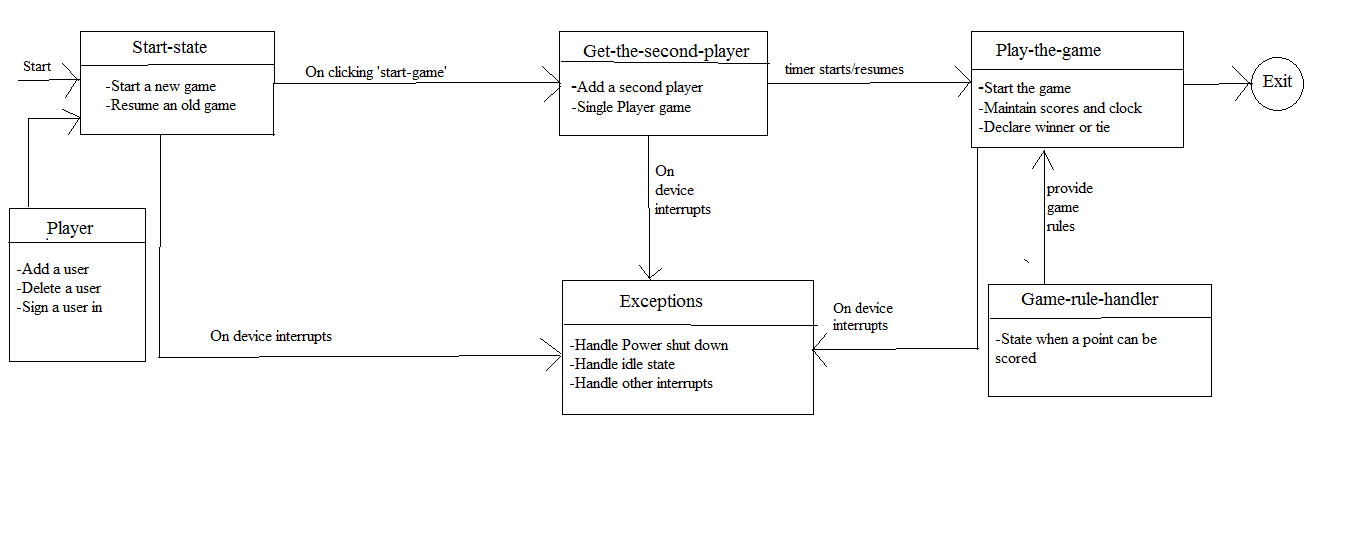 Start
Start-state
-Start a new game
-Resume an old game
On clicking 'start-game'
Get-the-second-player
-Add a second player
-Single Player game
timer starts/resumes
Play-the-game
-Start the game
-Maintain scores and clock
-Declare winner or tie
Exit
Player
-Add a user
-Delete a user
-Sign a user in
On
device
interrupts
provide
game
rules
On device interrupts
Exceptions
-Handle Power shut down
-Handle idle state
-Handle other interrupts
On device
interrupts
Game-rule-handler
-State when a point can be
scored